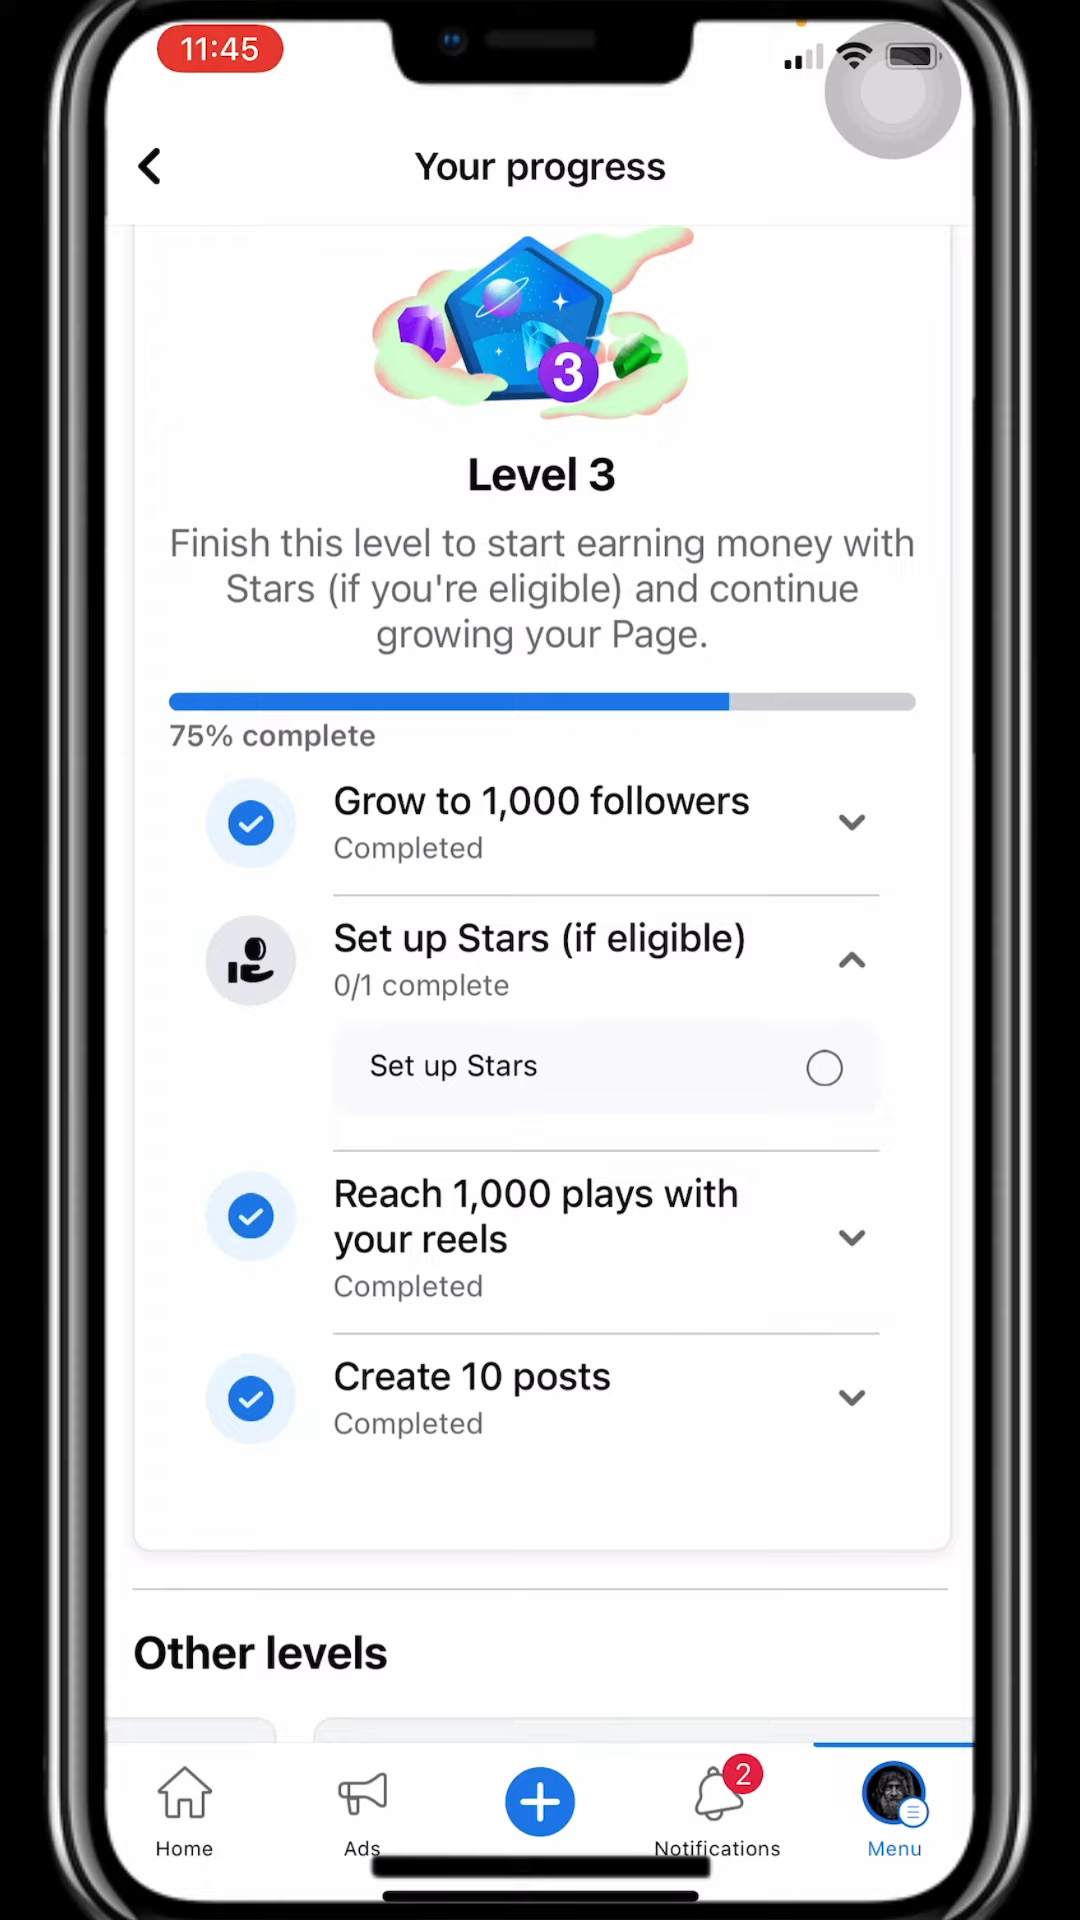 11:45
Your progress
3
Level 3
Finish this level to start earning money with
Stars (if you're eligible) and continue
growing your Page.
75% complete
Grow to 1,000 followers
Completed
Set up Stars (if eligible)
0/1 complete
Set up Stars
Reach 1,000 plays with
your reels
Completed
Create 10 posts
Completed
Other levels
2
Home
Ads
Notifications
Menu